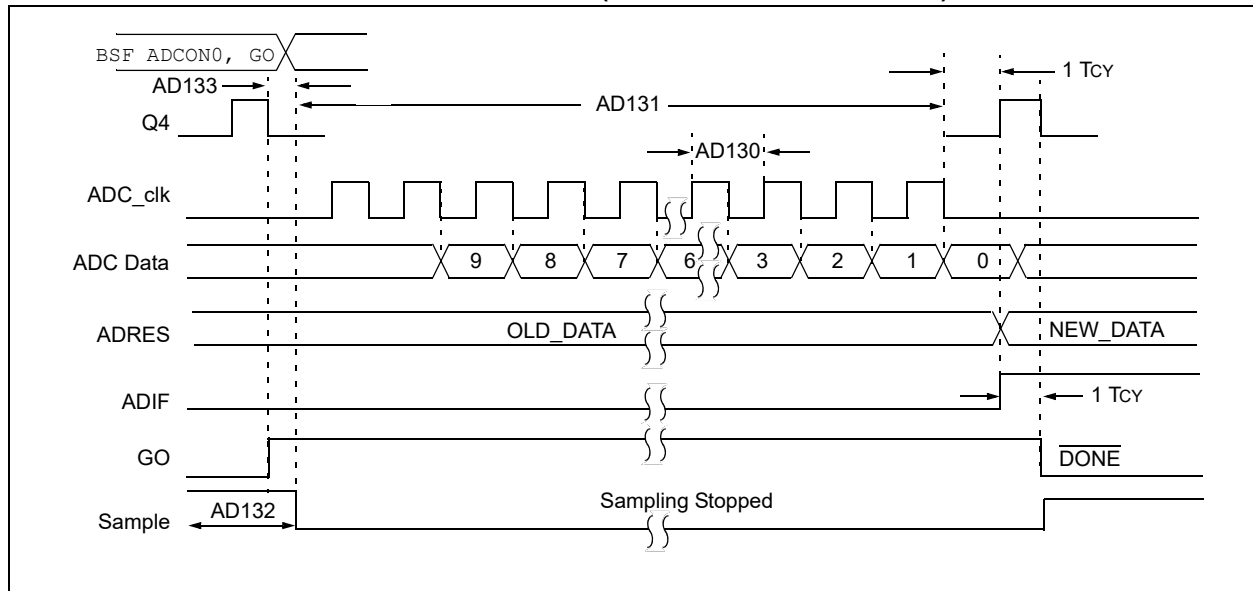 BSF ADCON0, GO
1 TCY
AD133
AD131
Q4
AD130
ADC_clk
ADC Data
9 8 7 6 3 2 1 0
ADRES
OLD_DATA
NEW_DATA
ADIF
1 TCY
GO
DONE
Sampling Stopped
AD132
Sample